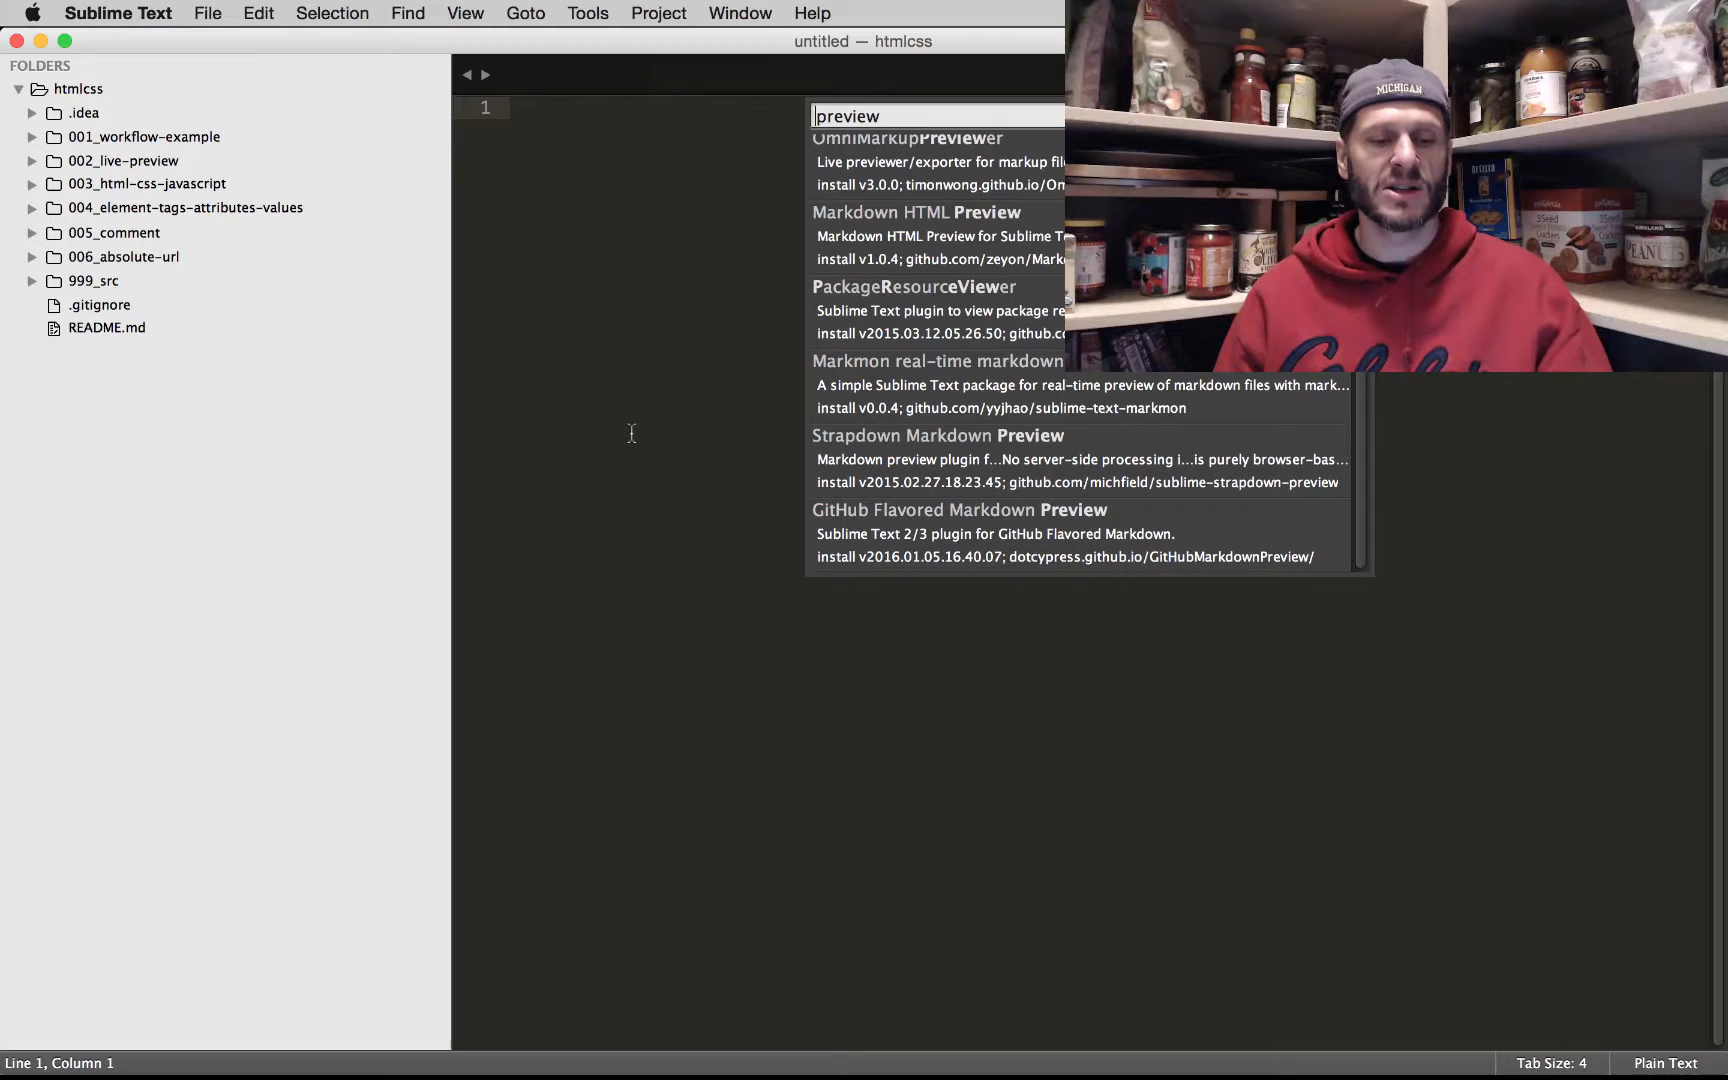 Sublime Text File Edit Selection Find View Goto Tools Project Window Help
untitled — htmlcss
FOLDERS
htmlcss
.idea
001_workflow-example
002_live-preview
003_html-css-javascript
004_element-tags-attributes-values
005_comment
006_absolute-url
999_src
.gitignore
README.md
1
preview
OmniMarkupPreviewer
Live previewer/exporter for markup fil
install v3.0.0; timonwong.github.io/Om
Markdown HTML Preview
Markdown HTML Preview for Sublime Te
install v1.0.4; github.com/zeyon/Mark
PackageResourceViewer
Sublime Text plugin to view package re
install v2015.03.12.05.26.50; github.co
Markmon real-time markdown
A simple Sublime Text package for real-time preview of markdown files with mark...
install v0.0.4; github.com/yyjhao/sublime-text-markmon
Strapdown Markdown Preview
Markdown preview plugin f...No server-side processing i...is purely browser-bas...
install v2015.02.27.18.23.45; github.com/michfield/sublime-strapdown-preview
GitHub Flavored Markdown Preview
Sublime Text 2/3 plugin for GitHub Flavored Markdown.
install v2016.01.05.16.40.07; dotcypress.github.io/GitHubMarkdownPreview/
MICHIGAN
DE CECCO
3Seed
3Seed
Crackers
KIRKLAND
PEANUTS
Line 1, Column 1
Tab Size: 4
Plain Text